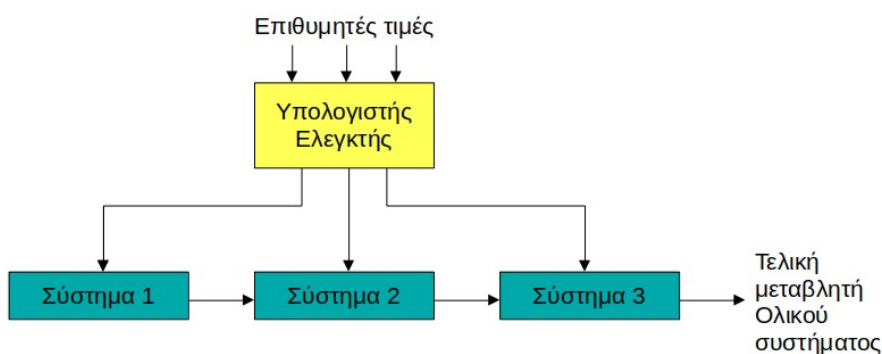 Επιθυμητές τιμές
Υπολογιστής
Ελεγκτής
Σύστημα 1
Σύστημα 2
Σύστημα 3
Τελική
μεταβλητή
Ολικού
συστήματος